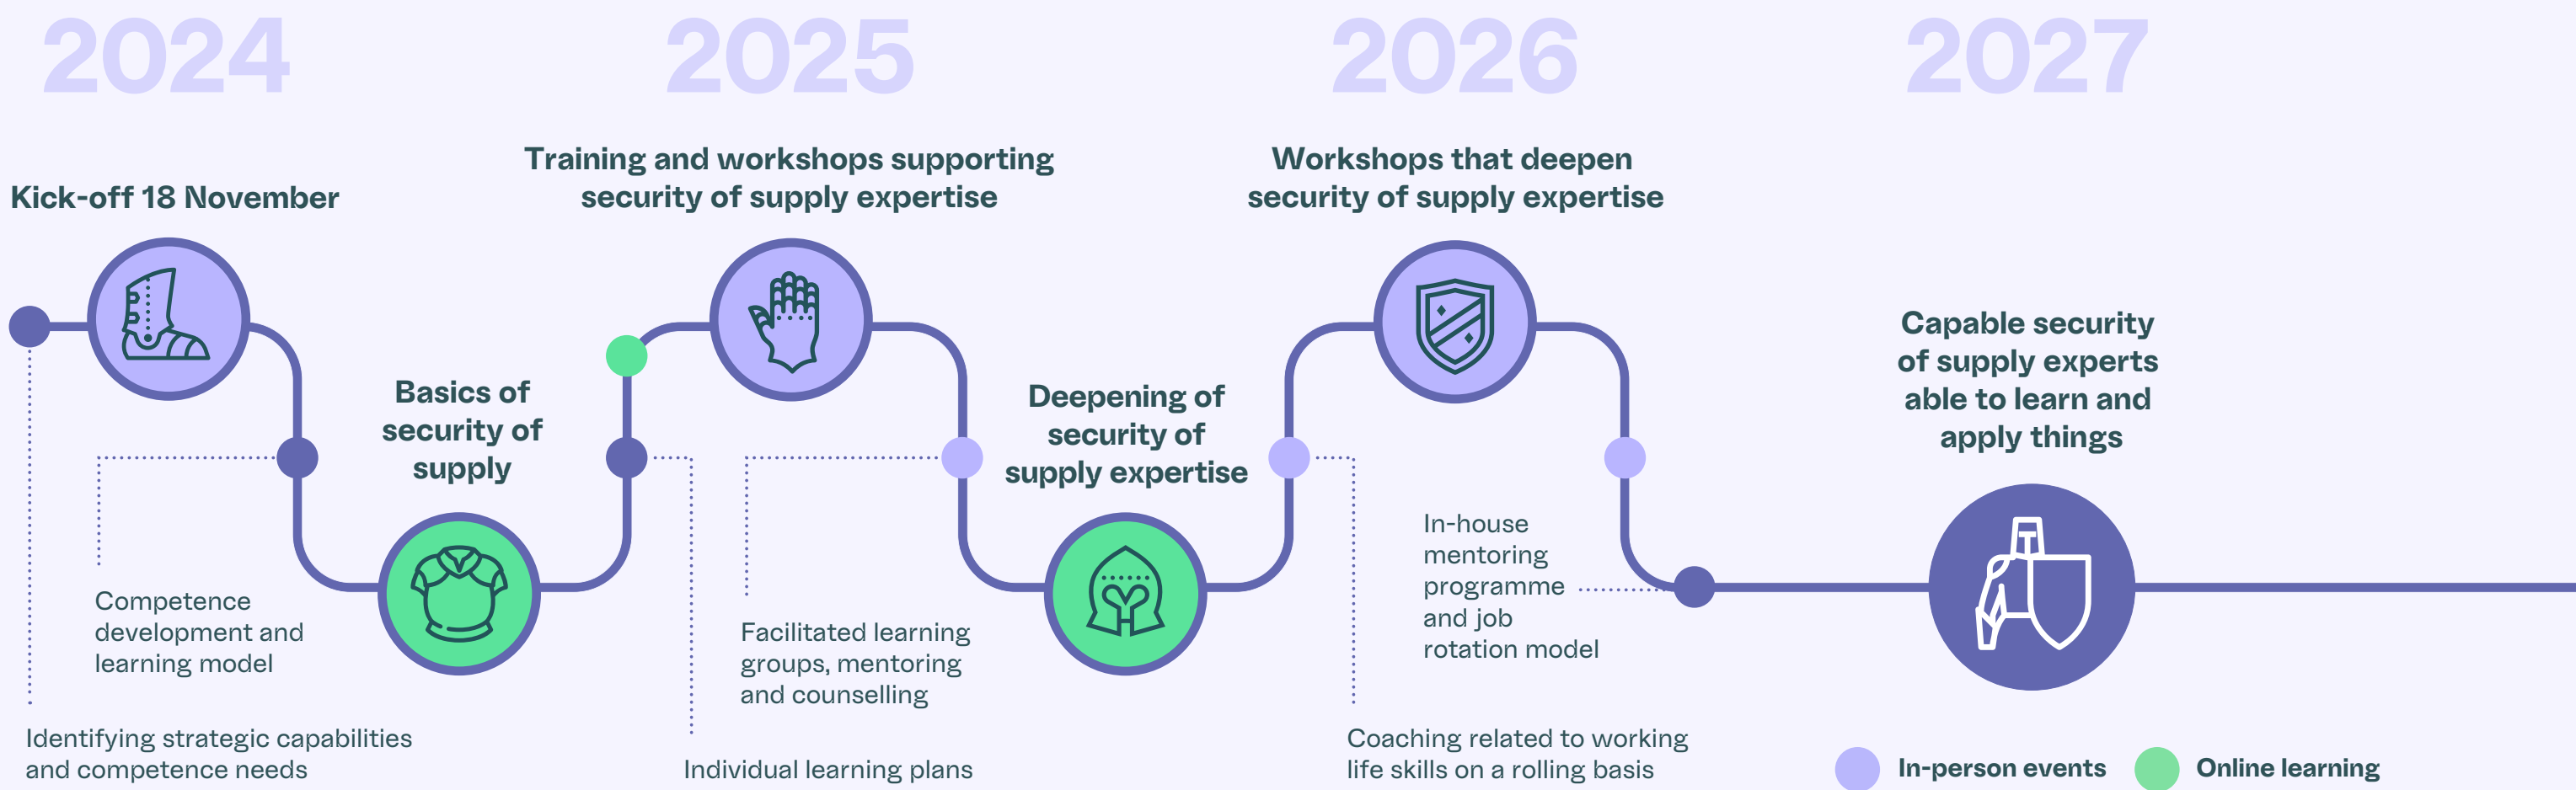 2024
2025
2026
2027
Kick-off 18 November
Training and workshops supporting
security of supply expertise
Workshops that deepen
security of supply expertise
Basics of
security of
supply
Deepening of
security of
supply expertise
Capable security
of supply experts
able to learn and
apply things
Competence
development and
learning model
Identifying strategic capabilities
and competence needs
Facilitated learning
groups, mentoring
and counselling
Individual learning plans
In-house
mentoring
programme
and job
rotation model
Coaching related to working
life skills on a rolling basis
In-person events
Online learning